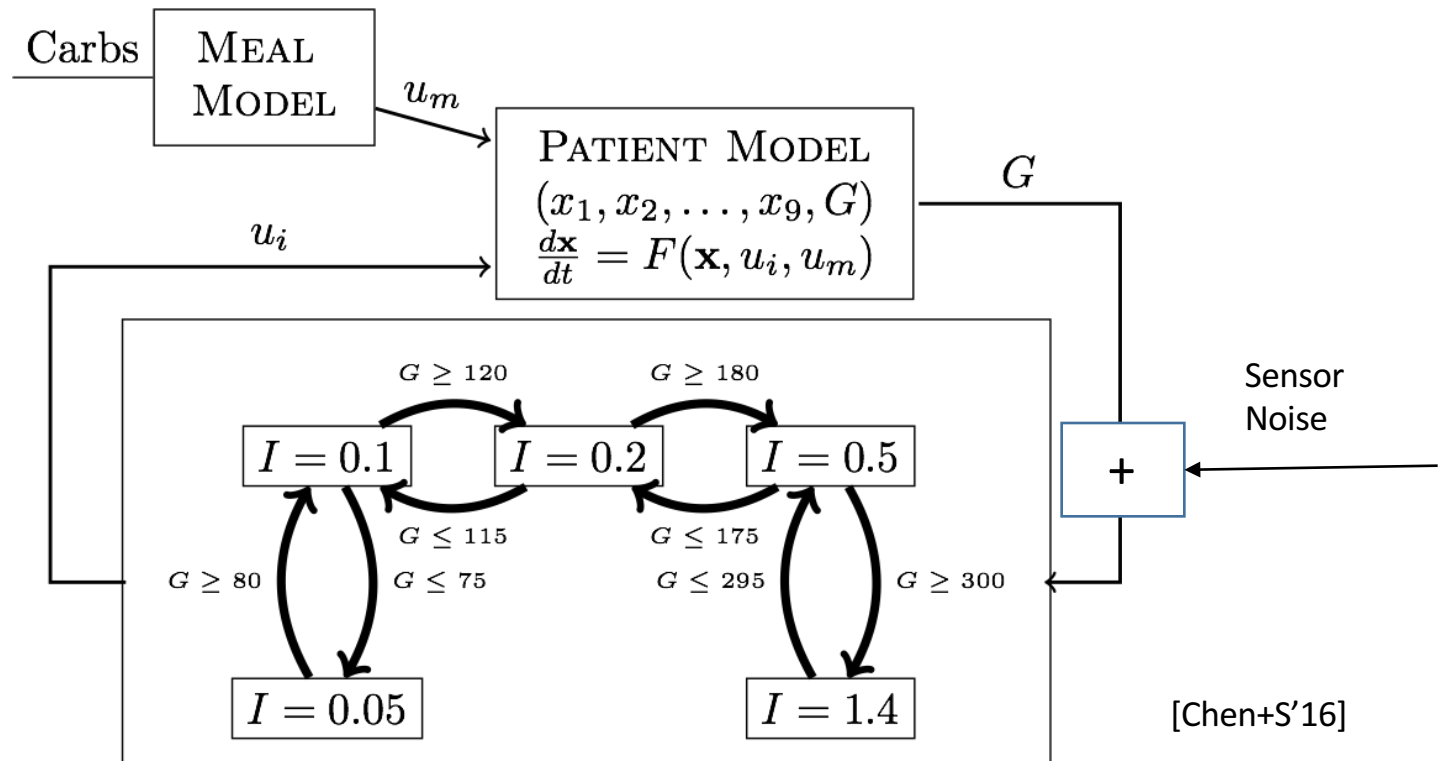 Carbs
MEAL
MODEL
u_m
PATIENT MODEL
(x_1, x_2, . . . , x_9, G)
dx/dt = F(x, u_i, u_m)
G
u_i
G ≥ 120
G ≥ 180
Sensor
Noise
I = 0.1
I = 0.2
I = 0.5
+
G ≤ 115
G ≤ 175
G ≥ 80
G ≤ 75
G ≤ 295
G ≥ 300
I = 0.05
I = 1.4
[Chen+S’16]